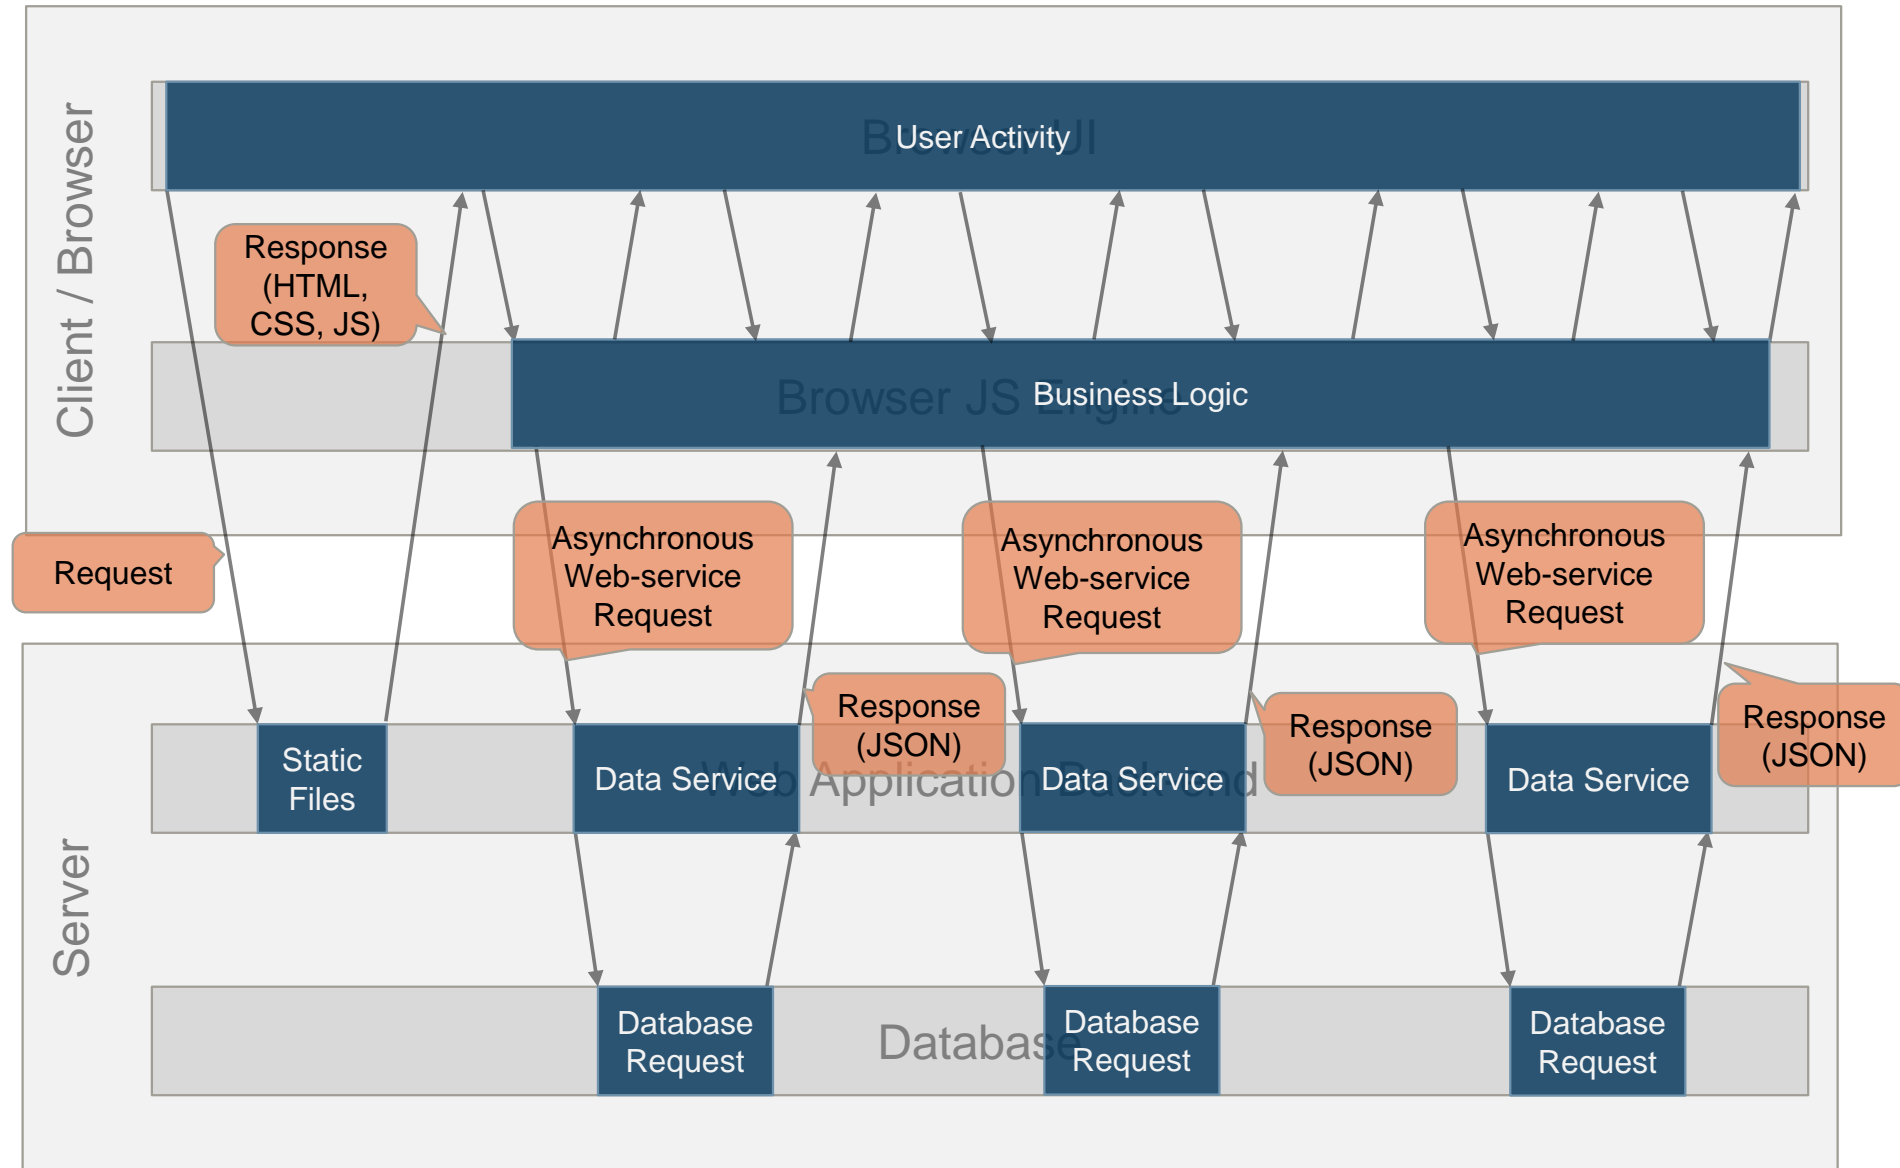 Client / Browser
Browser UI
User Activity
Response
(HTML,
CSS, JS)
Browser JS Engine
Business Logic
Request
Asynchronous
Web-service
Request
Asynchronous
Web-service
Request
Asynchronous
Web-service
Request
Server
Response
(JSON)
Response
(JSON)
Response
(JSON)
Static
Files
Data Service
Web Application Back-end
Data Service
Data Service
Database
Request
Database
Database
Request
Database
Request